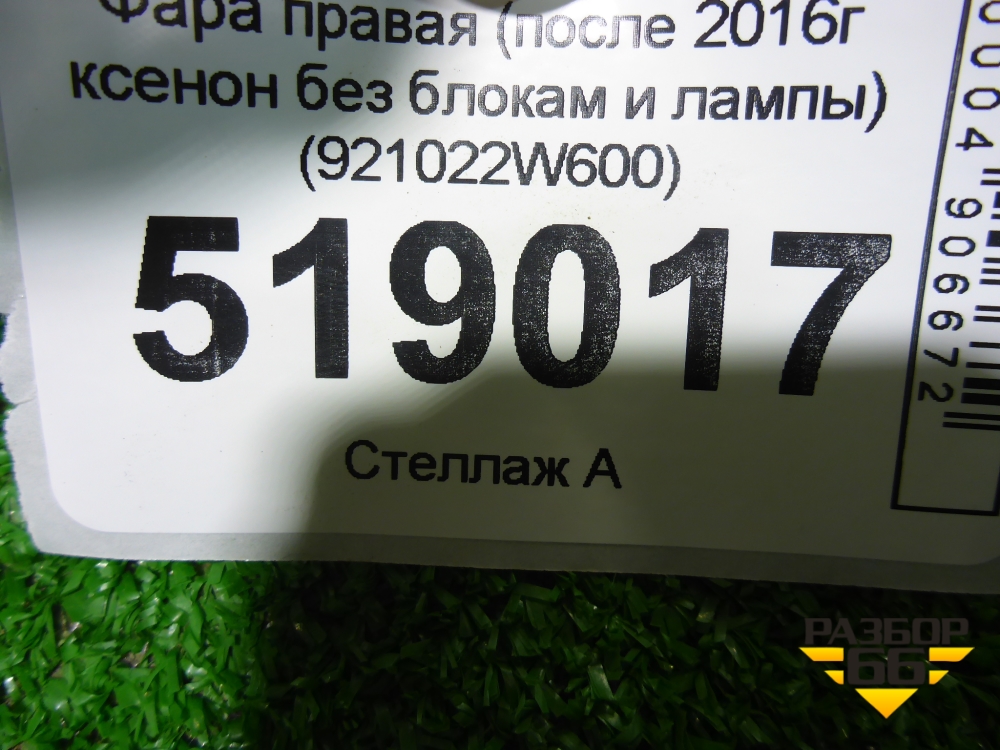 Фара правая (после 2016г
ксенон без блокам и лампы)
(921022W600)
519017
Стеллаж А
0004906672
РАЗБОР
66